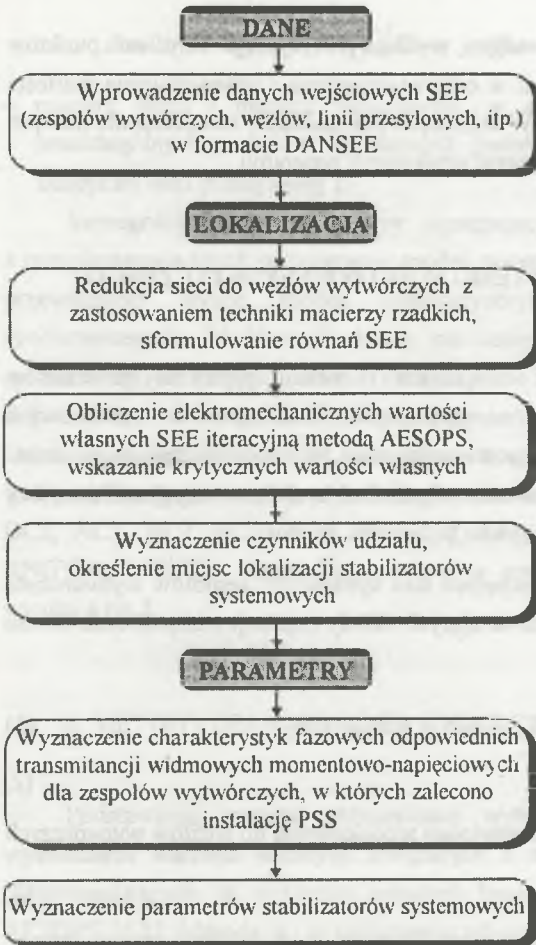 DANE
Wprowadzenie danych wejściowych SEE
(zespołów wytwórczych, węzłów, linii przesyłowych, itp.)
w formacie DANSEE
LOKALIZACJA
Redukcja sieci do węzłów wytwórczych z
zastosowaniem techniki macierzy rzadkich,
sformułowanie równań SEE
Obliczenie elektromechanicznych wartości
własnych SEE iteracyjną metodą AESOPS,
wskazanie krytycznych wartości własnych
Wyznaczenie czynników udziału,
określenie miejsc lokalizacji stabilizatorów
systemowych
PARAMETRY
Wyznaczenie charakterystyk fazowych odpowiednich
transmitancji widmowych momentowo-napięciowych
dla zespołów wytwórczych, w których zalecono
instalację PSS
Wyznaczenie parametrów stabilizatorów systemowych